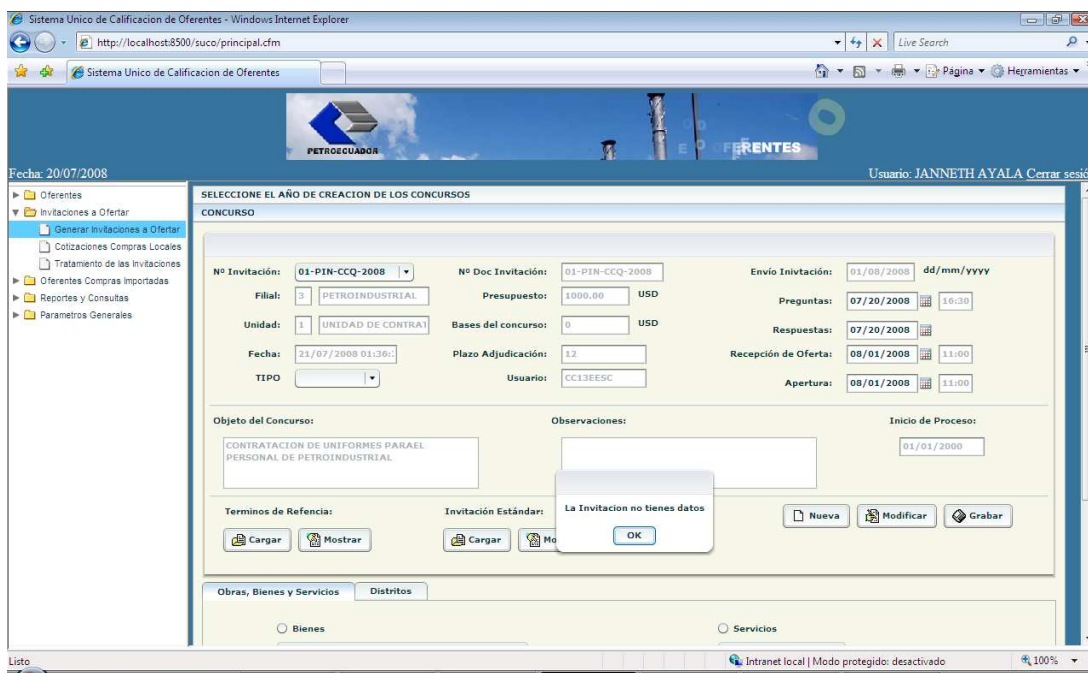 Sistema Unico de Calificacion de Oferentes - Windows Internet Explorer
http://localhost:8500/suco/principal.cfm
Live Search
Sistema Unico de Calificacion de Oferentes
Página
Herramientas
PETROECUADOR
E O FERENTES
Fecha: 20/07/2008
Usuario: JANNETH AYALA Cerrar sesió
Oferentes
Invitaciones a Ofertar
Generar Invitaciones a Ofertar
Cotizaciones Compras Locales
Tratamiento de las Invitaciones
Oferentes Compras Importadas
Reportes y Consultas
Parametros Generales
SELECCIONE EL AÑO DE CREACION DE LOS CONCURSOS
CONCURSO
Nº Invitación: 01-PIN-CCQ-2008 Nº Doc Invitación: 01-PIN-CCQ-2008 Envío Inivtación: 01/08/2008 dd/mm/yyyy
Filial: 3 PETROINDUSTRIAL Presupuesto: 1000.00 USD Preguntas: 07/20/2008 16:30
Unidad: 1 UNIDAD DE CONTRAT Bases del concurso: 0 USD Respuestas: 07/20/2008
Fecha: 21/07/2008 01:36: Plazo Adjudicación: 12 Recepción de Oferta: 08/01/2008 11:00
TIPO Usuario: CC13EESC Apertura: 08/01/2008 11:00
Objeto del Concurso: Observaciones: Inicio de Proceso:
CONTRATACION DE UNIFORMES PARAEL
PERSONAL DE PETROINDUSTRIAL
01/01/2000
La Invitacion no tienes datos
OK
Terminos de Refencia: Invitación Estándar:
Cargar Mostrar Cargar Mo
Nueva Modificar Grabar
Obras, Bienes y Servicios Distritos
Bienes Servicios
Listo
Intranet local | Modo protegido: desactivado
100%